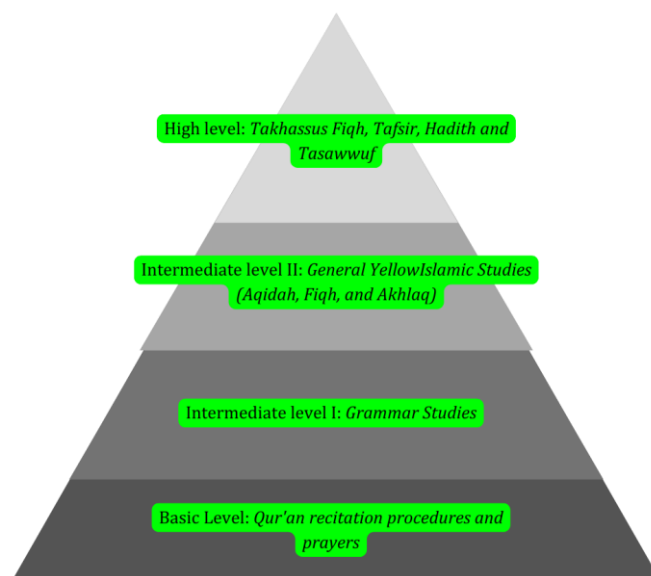 High level: Takhassus Fiqh, Tafsir, Hadith and
Tasawwuf
Intermediate level II: General YellowIslamic Studies
(Aqidah, Fiqh, and Akhlaq)
Intermediate level I: Grammar Studies
Basic Level: Qur'an recitation procedures and
prayers